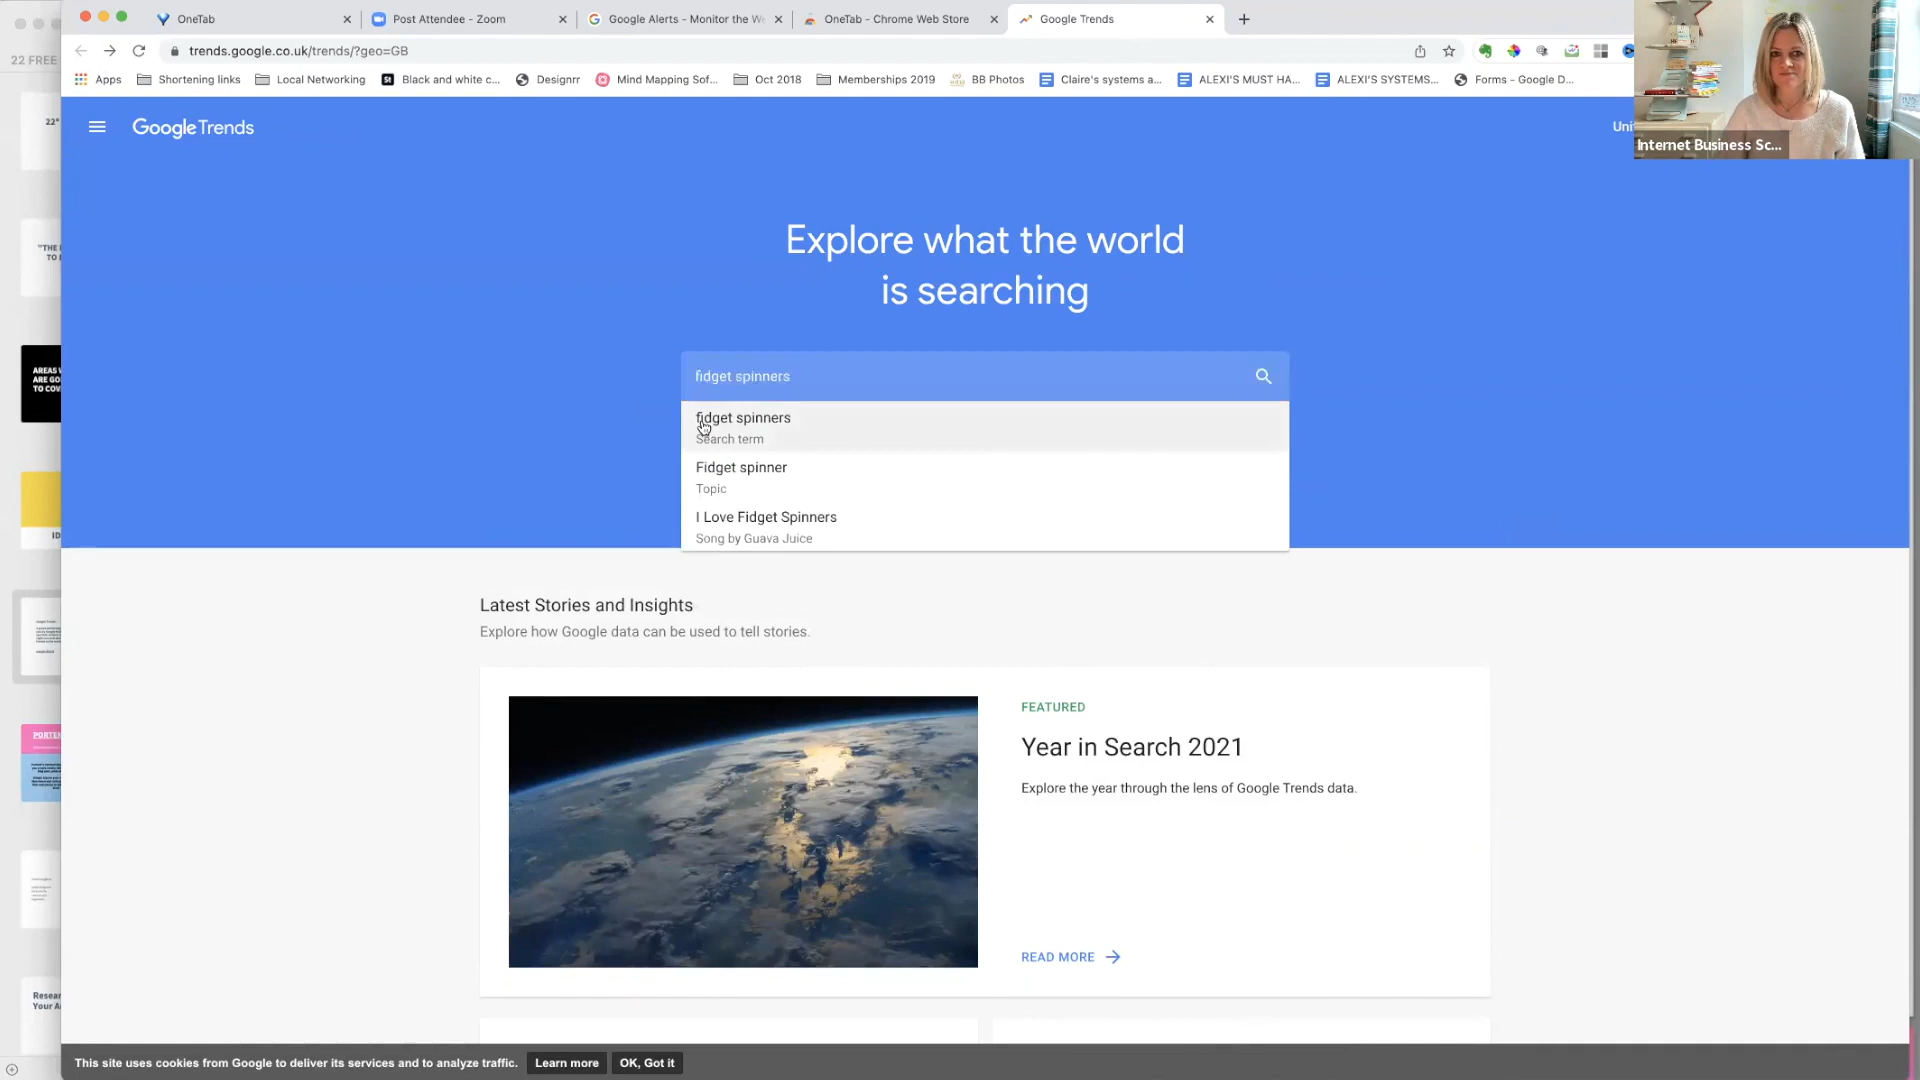 OneTab
Post Attendee - Zoom
Google Alerts - Monitor the We
OneTab - Chrome Web Store
Google Trends
22 FREE
trends.google.co.uk/trends/?geo=GB
Apps
Shortening links
Local Networking
Black and white c...
Designrr
Mind Mapping Sof...
Oct 2018
Memberships 2019
BB Photos
Claire's systems a...
ALEXI'S MUST HA...
ALEXI'S SYSTEMS...
Forms - Google D...
Internet Business Sc...
Google Trends
Explore what the world
is searching
fidget spinners
fidget spinners
Search term
Fidget spinner
Topic
I Love Fidget Spinners
Song by Guava Juice
Latest Stories and Insights
Explore how Google data can be used to tell stories.
FEATURED
Year in Search 2021
Explore the year through the lens of Google Trends data.
READ MORE
This site uses cookies from Google to deliver its services and to analyze traffic.
Learn more
OK, Got it
AREAS
ARE GO
TO COV